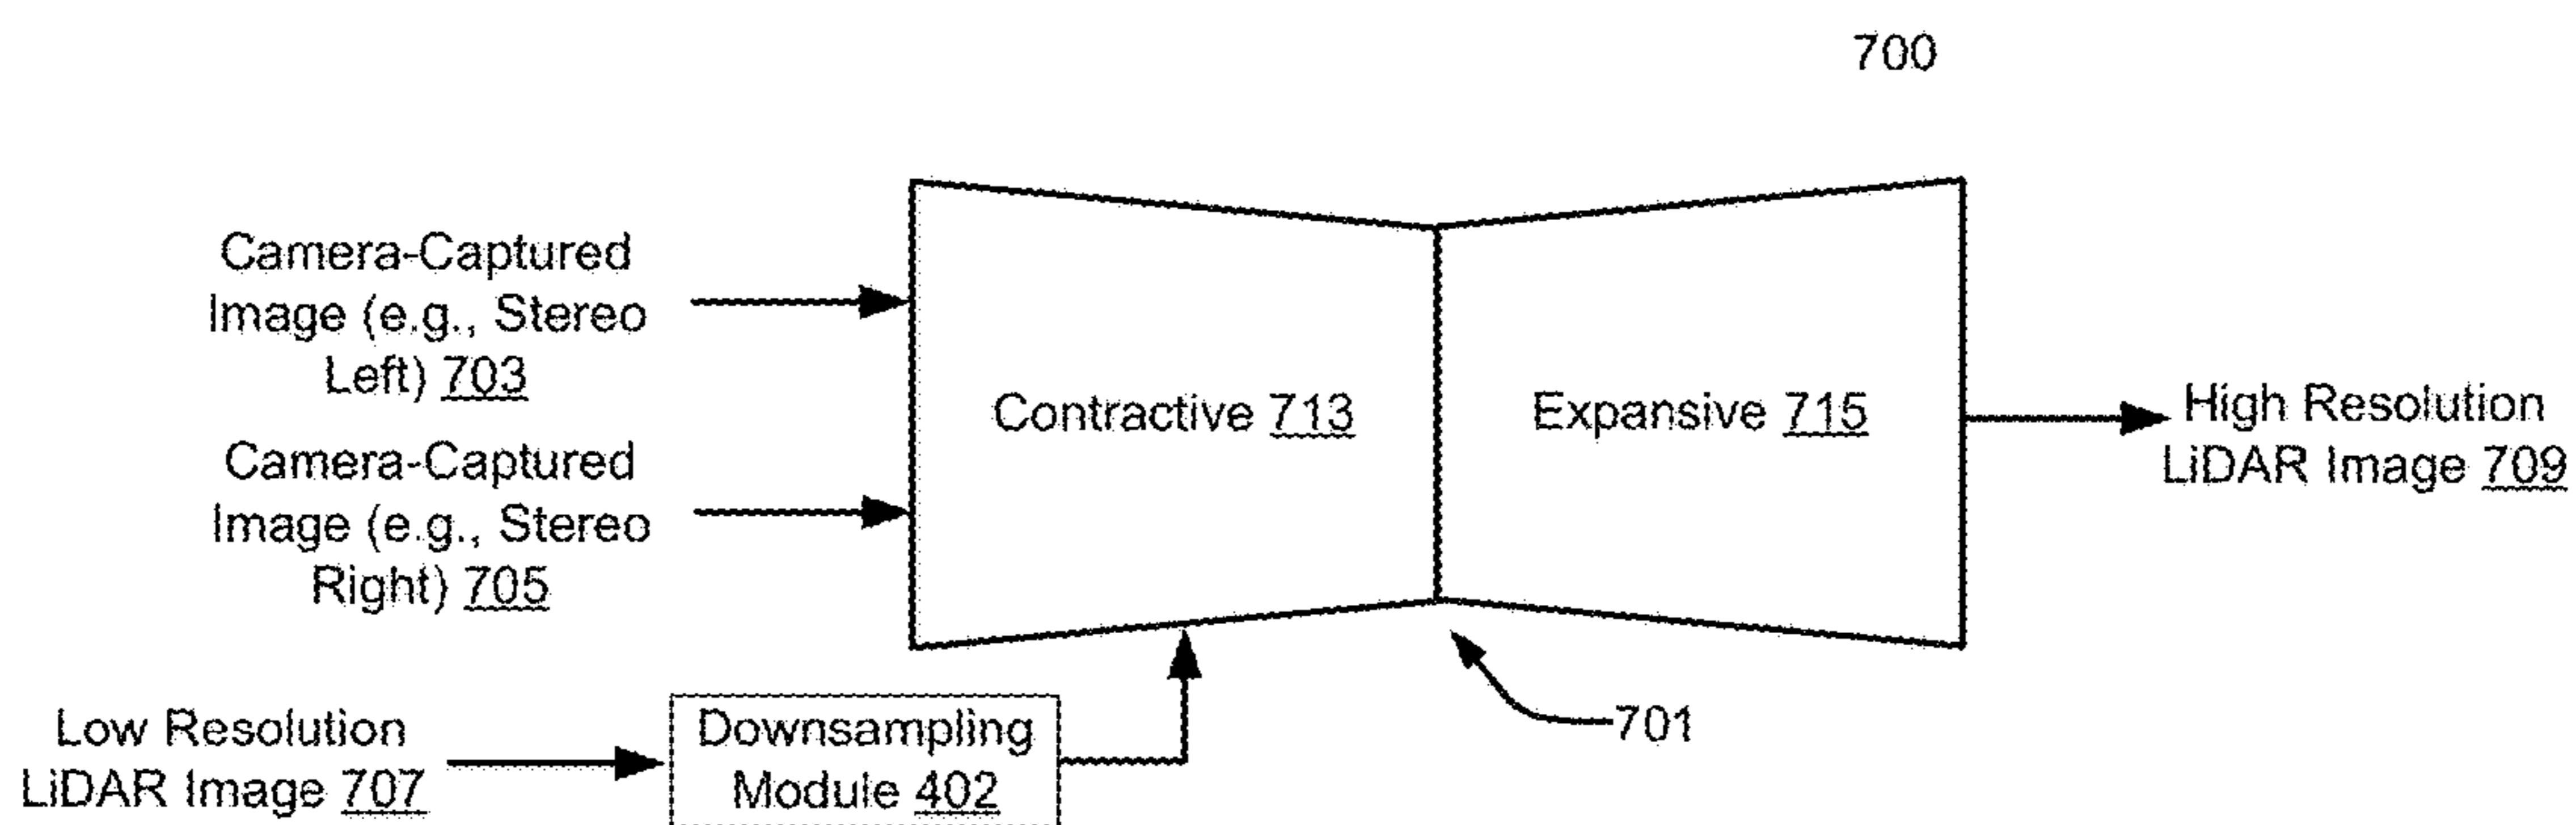 700
Camera-Captured
Image (e.g., Stereo
Left) 703
Camera-Captured
Image (e.g., Stereo
Right) 705
Contractive 713
Expansive 715
High Resolution
LiDAR Image 709
Low Resolution
LiDAR Image 707
Downsampling
Module 402
701